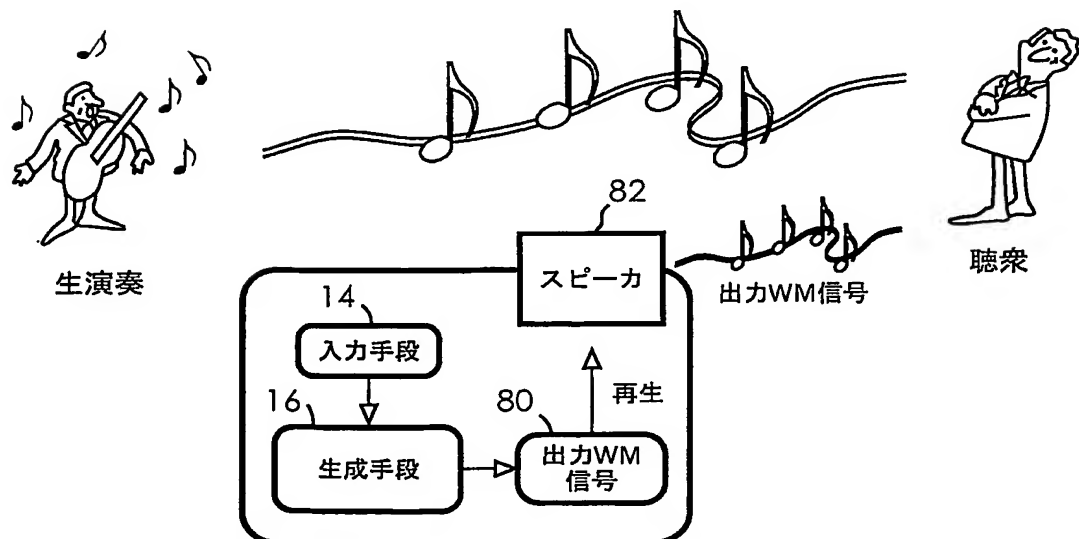 生演奏
聴衆
82
スピーカ
出力WM信号
14
入力手段
再生
16
生成手段
80
出力WM
信号